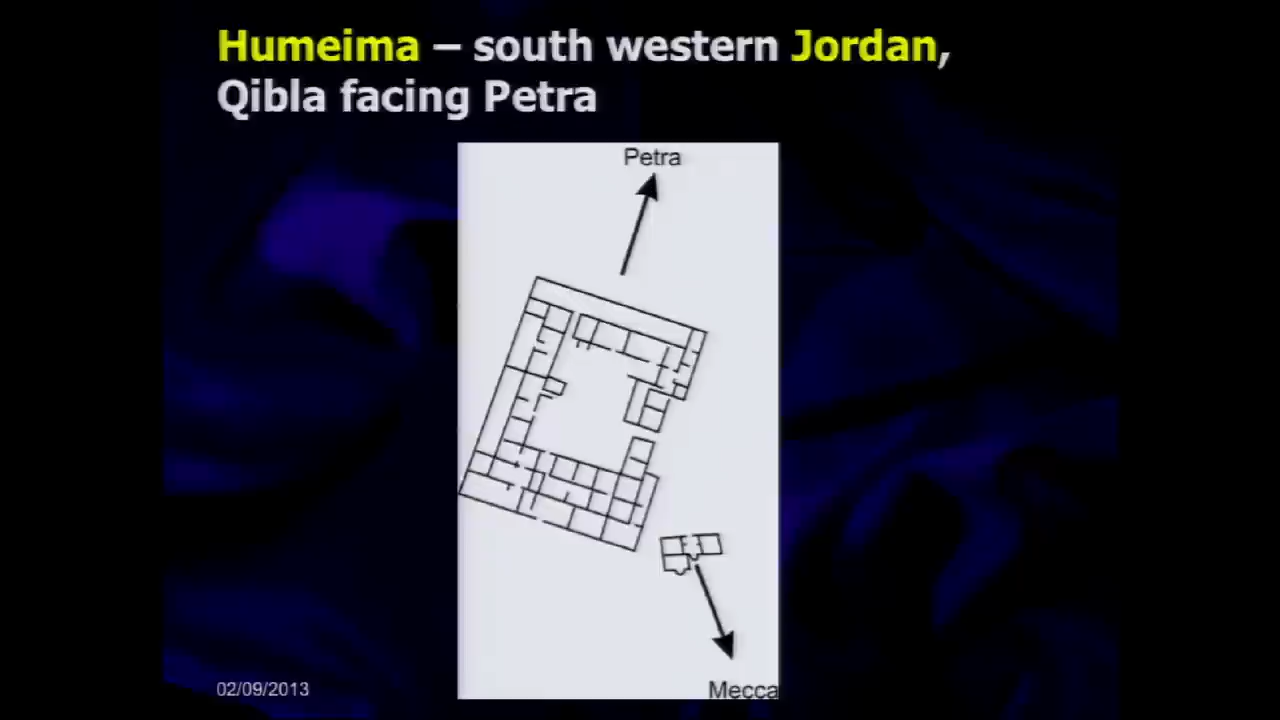 Humeima – south western Jordan,
Qibla facing Petra
Petra
Mecca
02/09/2013